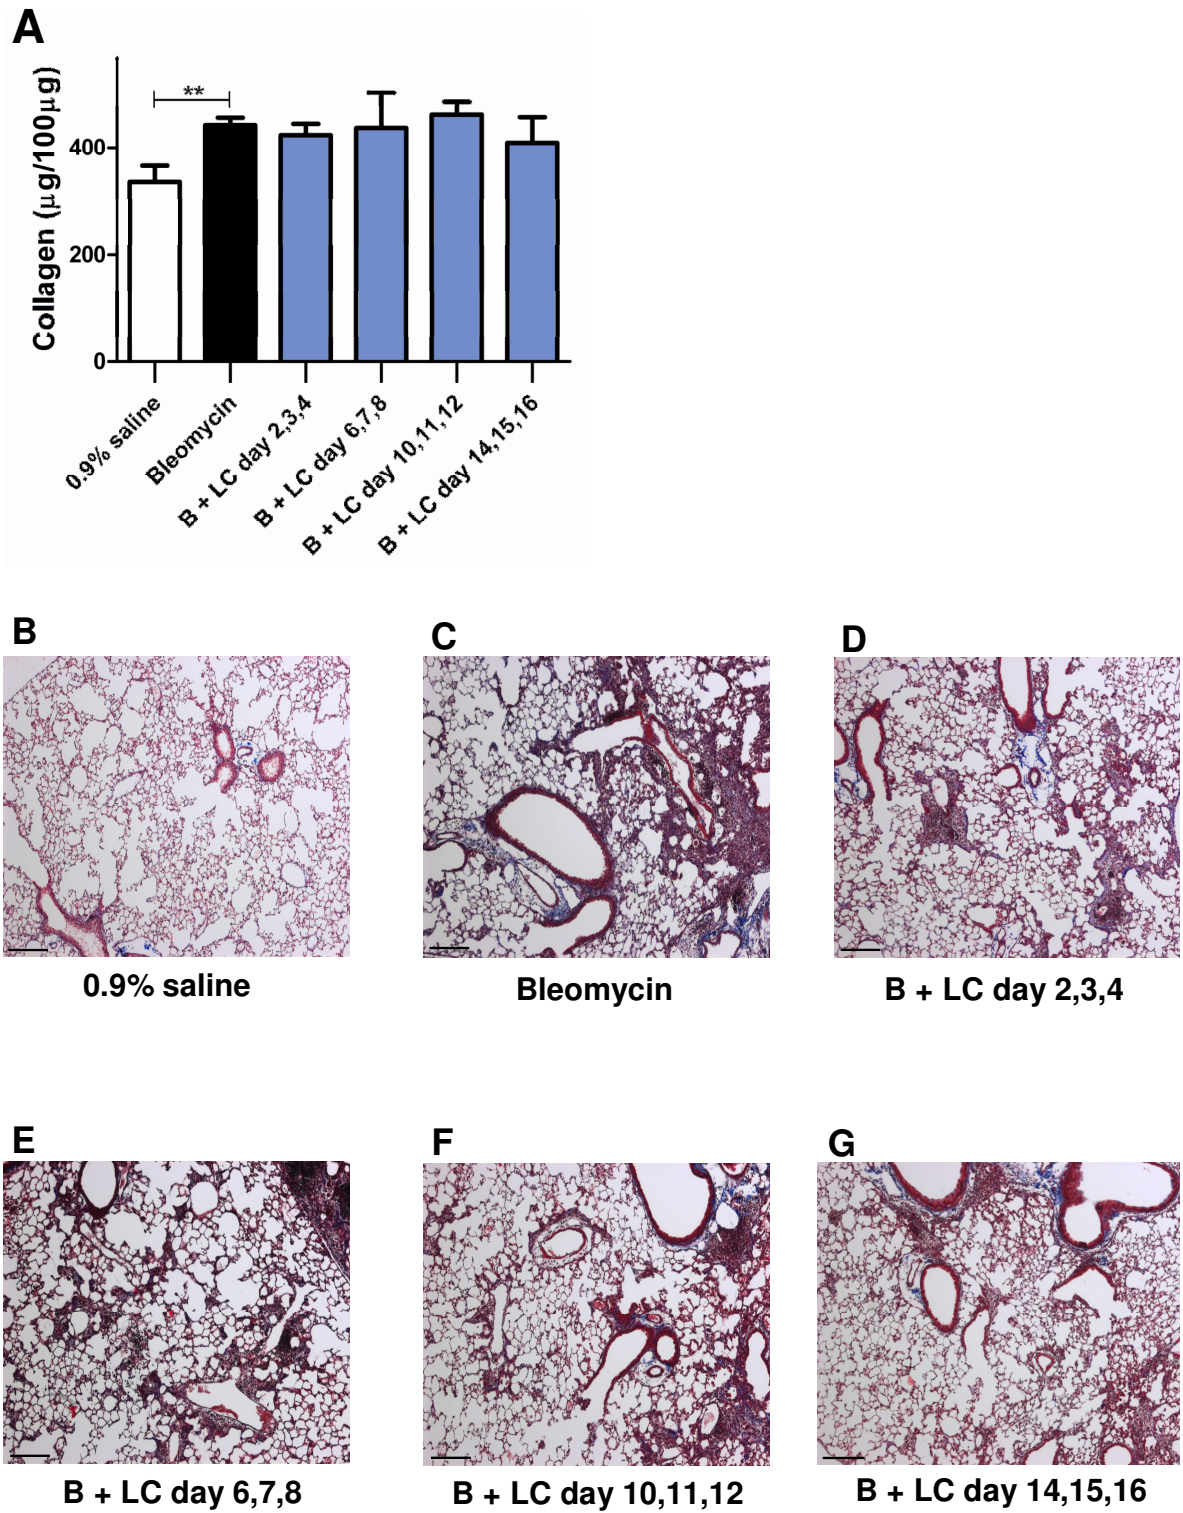 A
Collagen (μg/100μg)
**
400
200
0
0.9% saline
Bleomycin
B + LC day 2,3,4
B + LC day 6,7,8
B + LC day 10,11,12
B + LC day 14,15,16
B
C
D
0.9% saline
Bleomycin
B + LC day 2,3,4
E
F
G
B + LC day 6,7,8
B + LC day 10,11,12
B + LC day 14,15,16